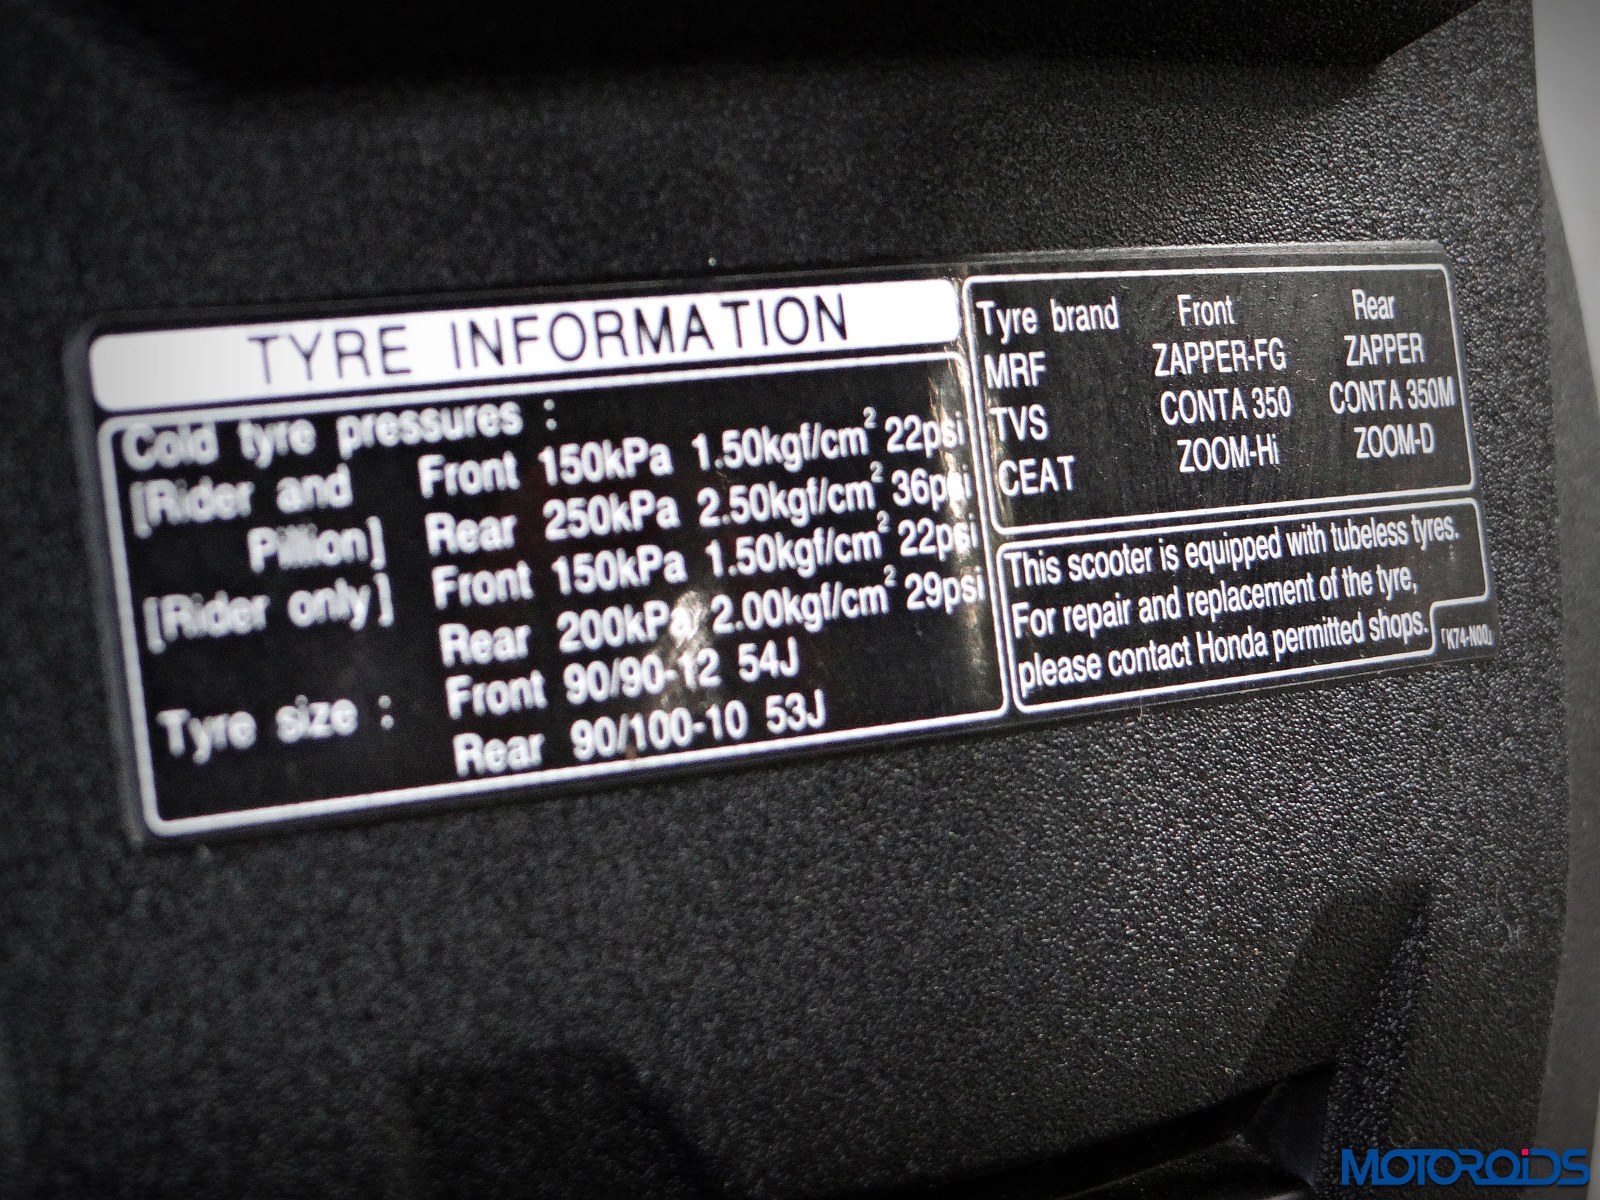 TYRE INFORMATION
Cold tyre pressures :
[Rider and Front 150kPa 1.50kgf/cm² 22psi
Pillion] Rear 250kPa 2.50kgf/cm² 36psi
[Rider only] Front 150kPa 1.50kgf/cm² 22psi
Rear 200kPa 2.00kgf/cm² 29psi
Tyre size : Front 90/90-12 54J
Rear 90/100-10 53J
Tyre brand Front Rear
MRF ZAPPER-FG ZAPPER
TVS CONTA 350 CONTA 350M
CEAT ZOOM-Hi ZOOM-D
This scooter is equipped with tubeless tyres.
For repair and replacement of the tyre,
please contact Honda permitted shops.
「K74-N00」
MOTOROiDS